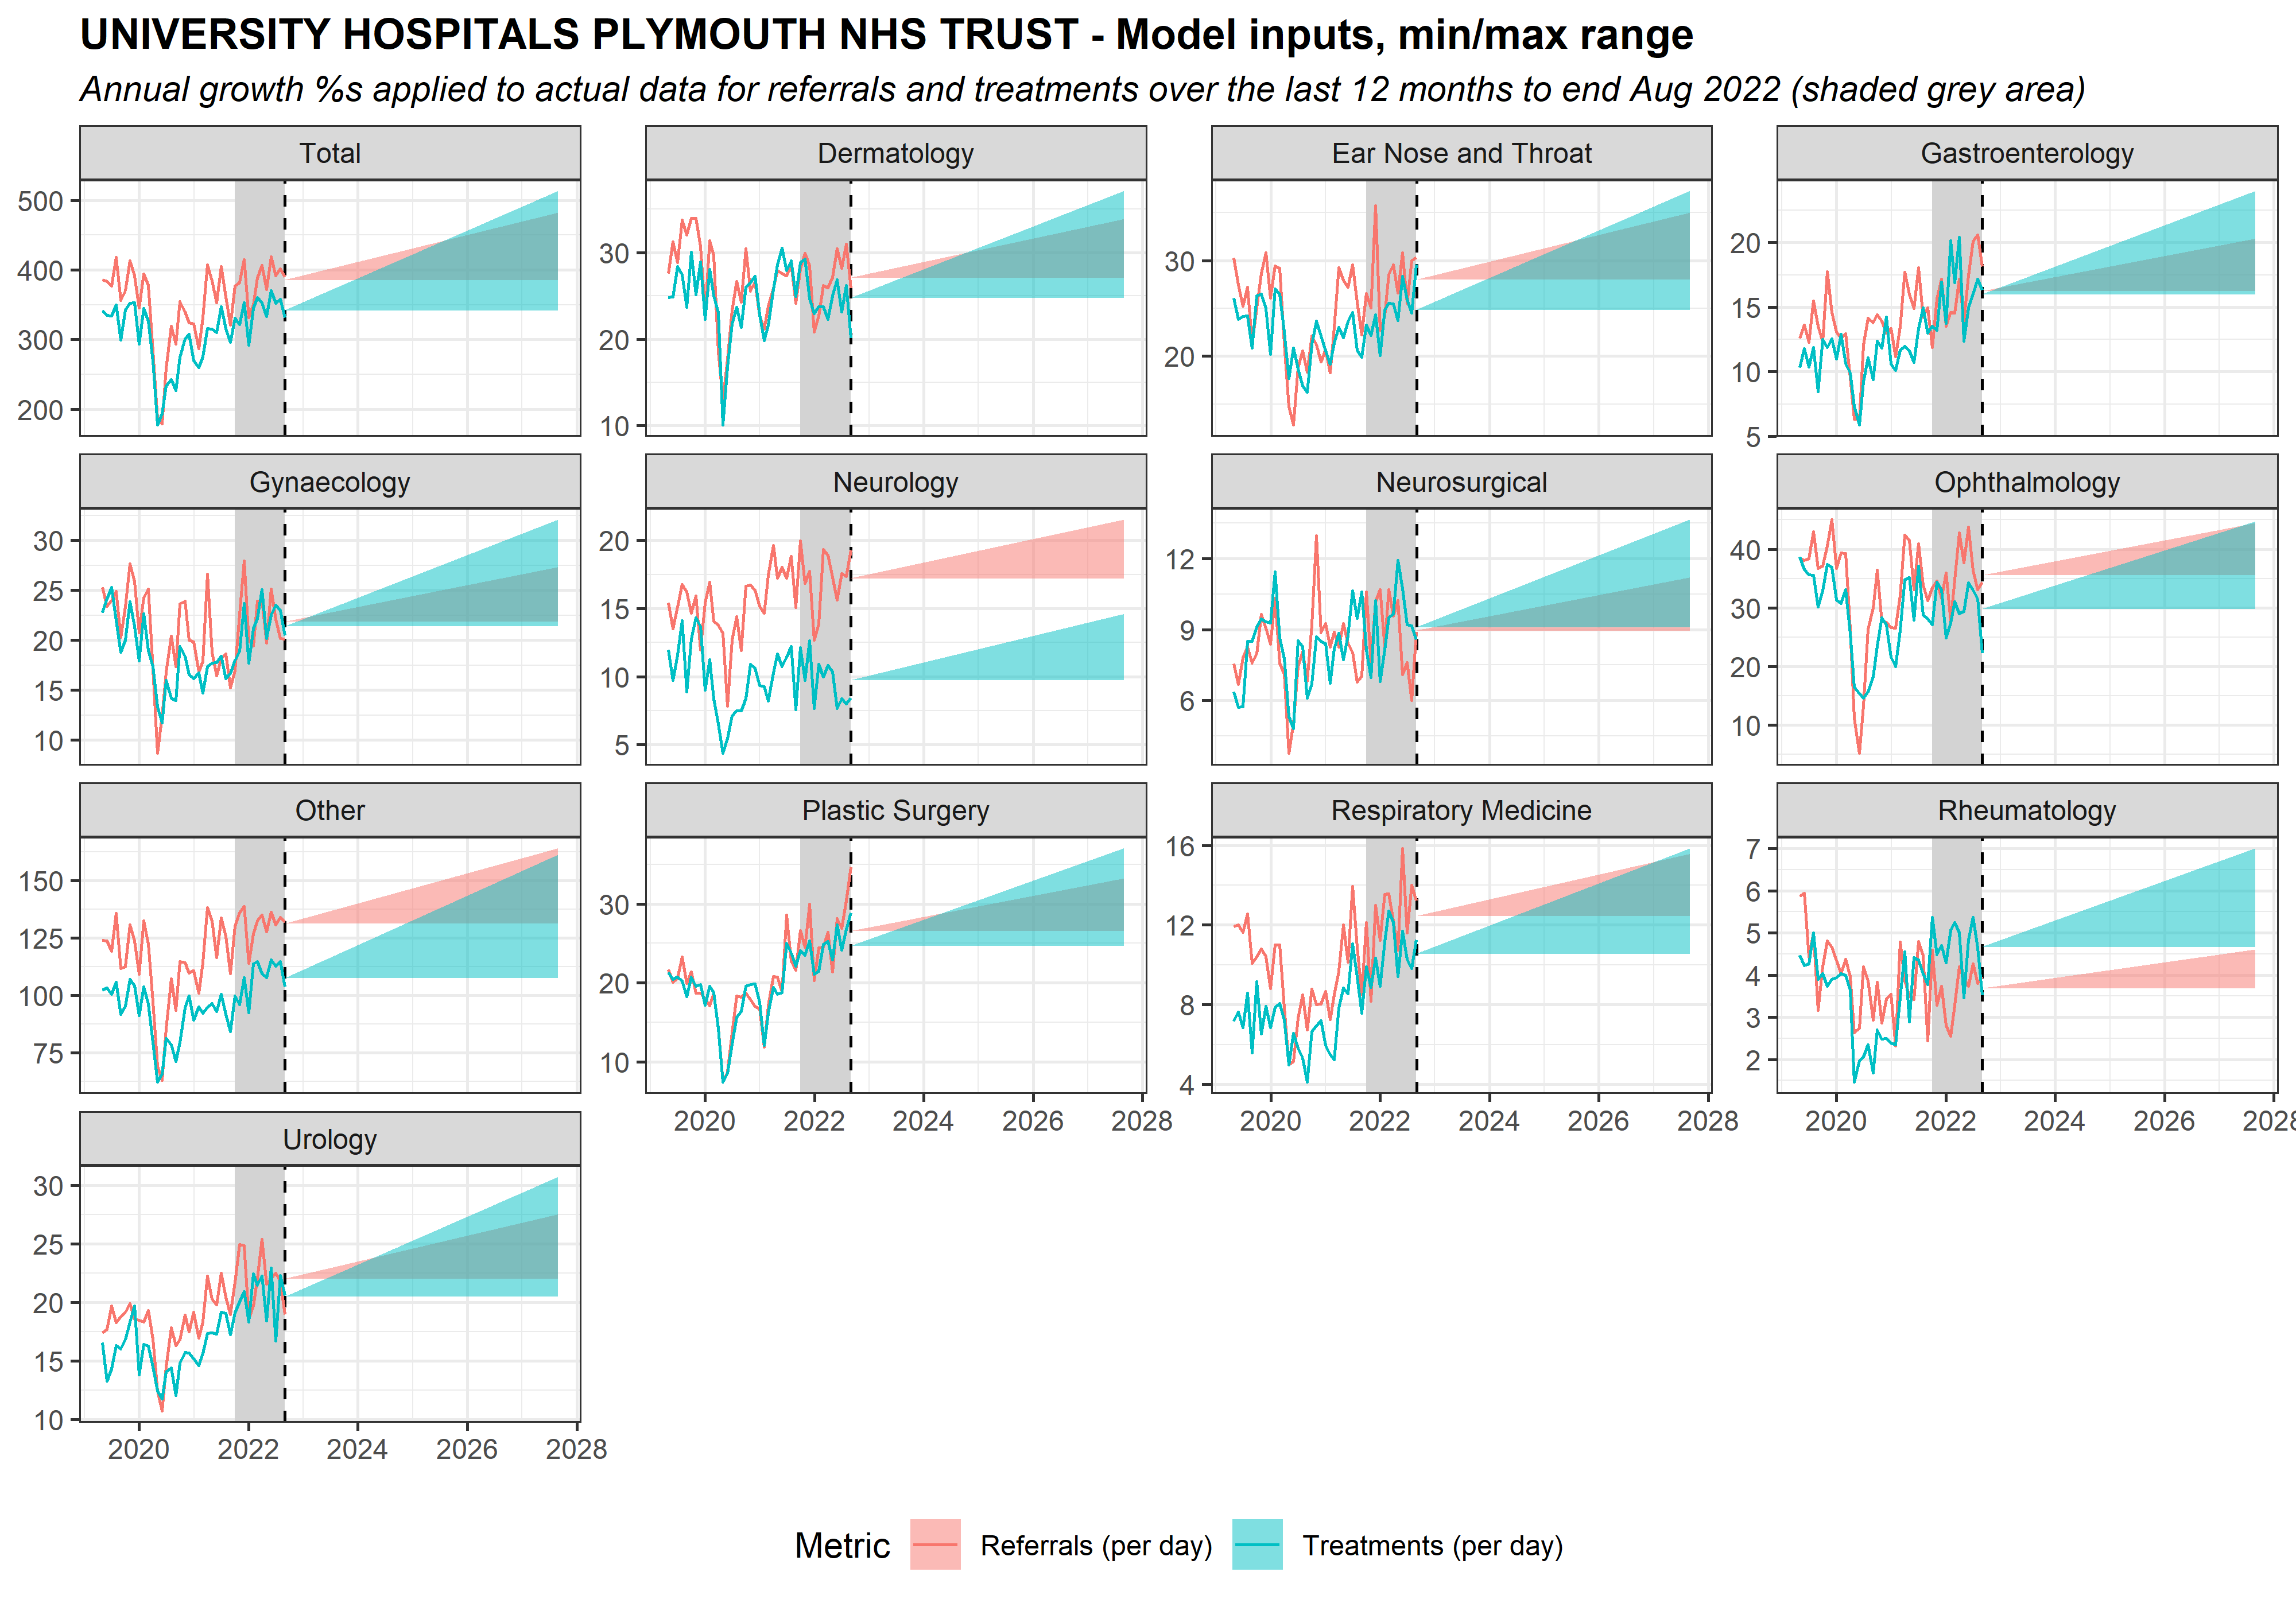 UNIVERSITY HOSPITALS PLYMOUTH NHS TRUST - Model inputs, min/max range
Annual growth %s applied to actual data for referrals and treatments over the last 12 months to end Aug 2022 (shaded grey area)
Total
500
400
300
200
Dermatology
30
20
10
Ear Nose and Throat
30
20
Gastroenterology
20
15
10
5
Gynaecology
30
25
20
15
10
Neurology
20
15
10
5
Neurosurgical
12
9
6
Ophthalmology
40
30
20
10
Other
150
125
100
75
Plastic Surgery
30
20
10
2020 2022 2024 2026 2028
Respiratory Medicine
16
12
8
4
2020 2022 2024 2026 2028
Rheumatology
7
6
5
4
3
2
2020 2022 2024 2026 2028
Urology
30
25
20
15
10
2020 2022 2024 2026 2028
Metric Referrals (per day) Treatments (per day)